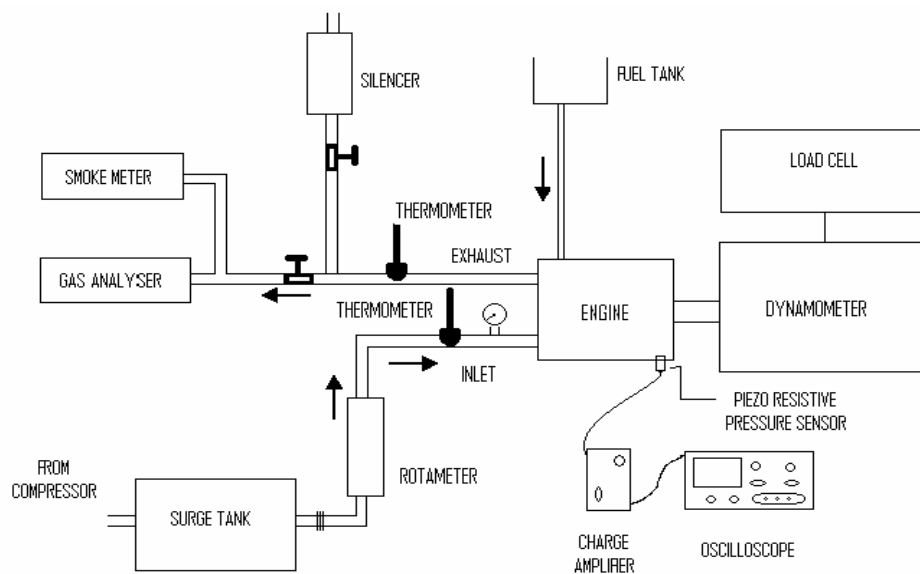 SILENCER
FUEL TANK
LOAD CELL
SMOKE METER
THERMOMETER
EXHAUST
GAS ANALYSER
THERMOMETER
ENGINE
DYNAMOMETER
INLET
PIEZO RESISTIVE
PRESSURE SENSOR
FROM
COMPRESSOR
ROTAMETER
SURGE TANK
CHARGE
AMPLIFIER
OSCILLOSCOPE